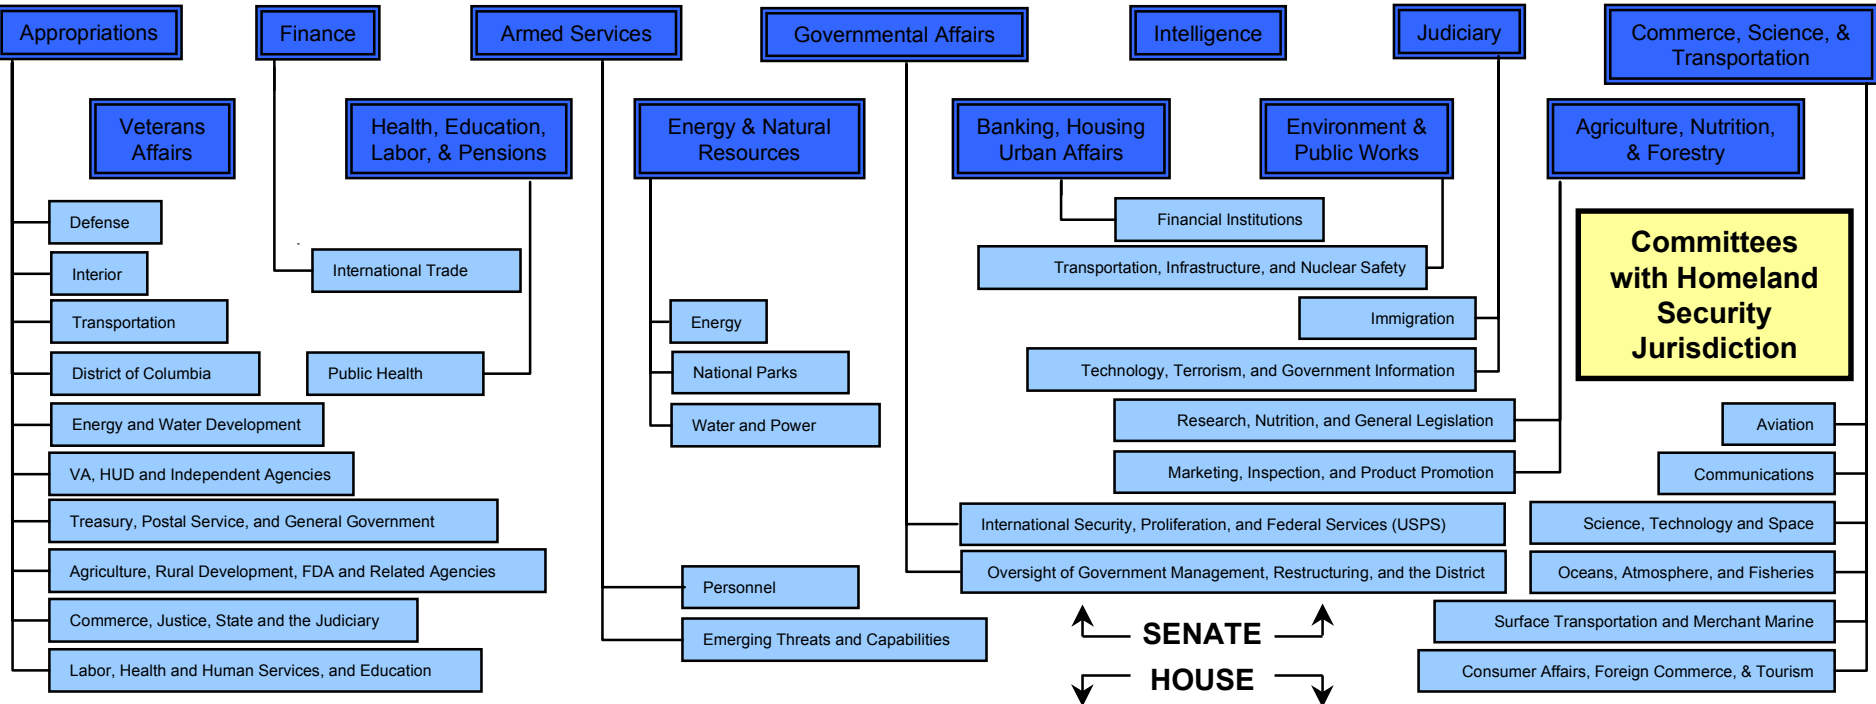 Appropriations
Finance
Armed Services
Governmental Affairs
Intelligence
Judiciary
Commerce, Science, &
Transportation
Veterans
Affairs
Health, Education,
Labor, & Pensions
Energy & Natural
Resources
Banking, Housing
Urban Affairs
Environment &
Public Works
Agriculture, Nutrition,
& Forestry
Defense
Interior
Transportation
District of Columbia
Energy and Water Development
VA, HUD and Independent Agencies
Treasury, Postal Service, and General Government
Agriculture, Rural Development, FDA and Related Agencies
Commerce, Justice, State and the Judiciary
Labor, Health and Human Services, and Education
International Trade
Public Health
Energy
National Parks
Water and Power
Personnel
Emerging Threats and Capabilities
Financial Institutions
Transportation, Infrastructure, and Nuclear Safety
Immigration
Technology, Terrorism, and Government Information
Research, Nutrition, and General Legislation
Marketing, Inspection, and Product Promotion
International Security, Proliferation, and Federal Services (USPS)
Oversight of Government Management, Restructuring, and the District
Committees
with Homeland
Security
Jurisdiction
Aviation
Communications
Science, Technology and Space
Oceans, Atmosphere, and Fisheries
Surface Transportation and Merchant Marine
Consumer Affairs, Foreign Commerce, & Tourism
SENATE
HOUSE